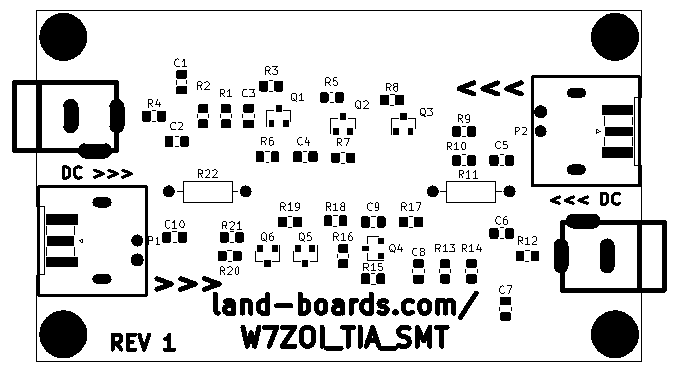 C1
R3
R2 R1 C3 Q1 R5 R8
R4 Q2 Q3
< < <
C2 R9 P2
R6 C4 R7 R10 C5
DC >>>
R22 R11
<<< DC
R19 R18 C9 R17
C10 R21 C6
P1 Q6 Q5 R16 Q4 R12
R20 R15 C8 R13 R14
>>>
C7
land-boards.com/
W7ZOI_TIA_SMT
REV 1